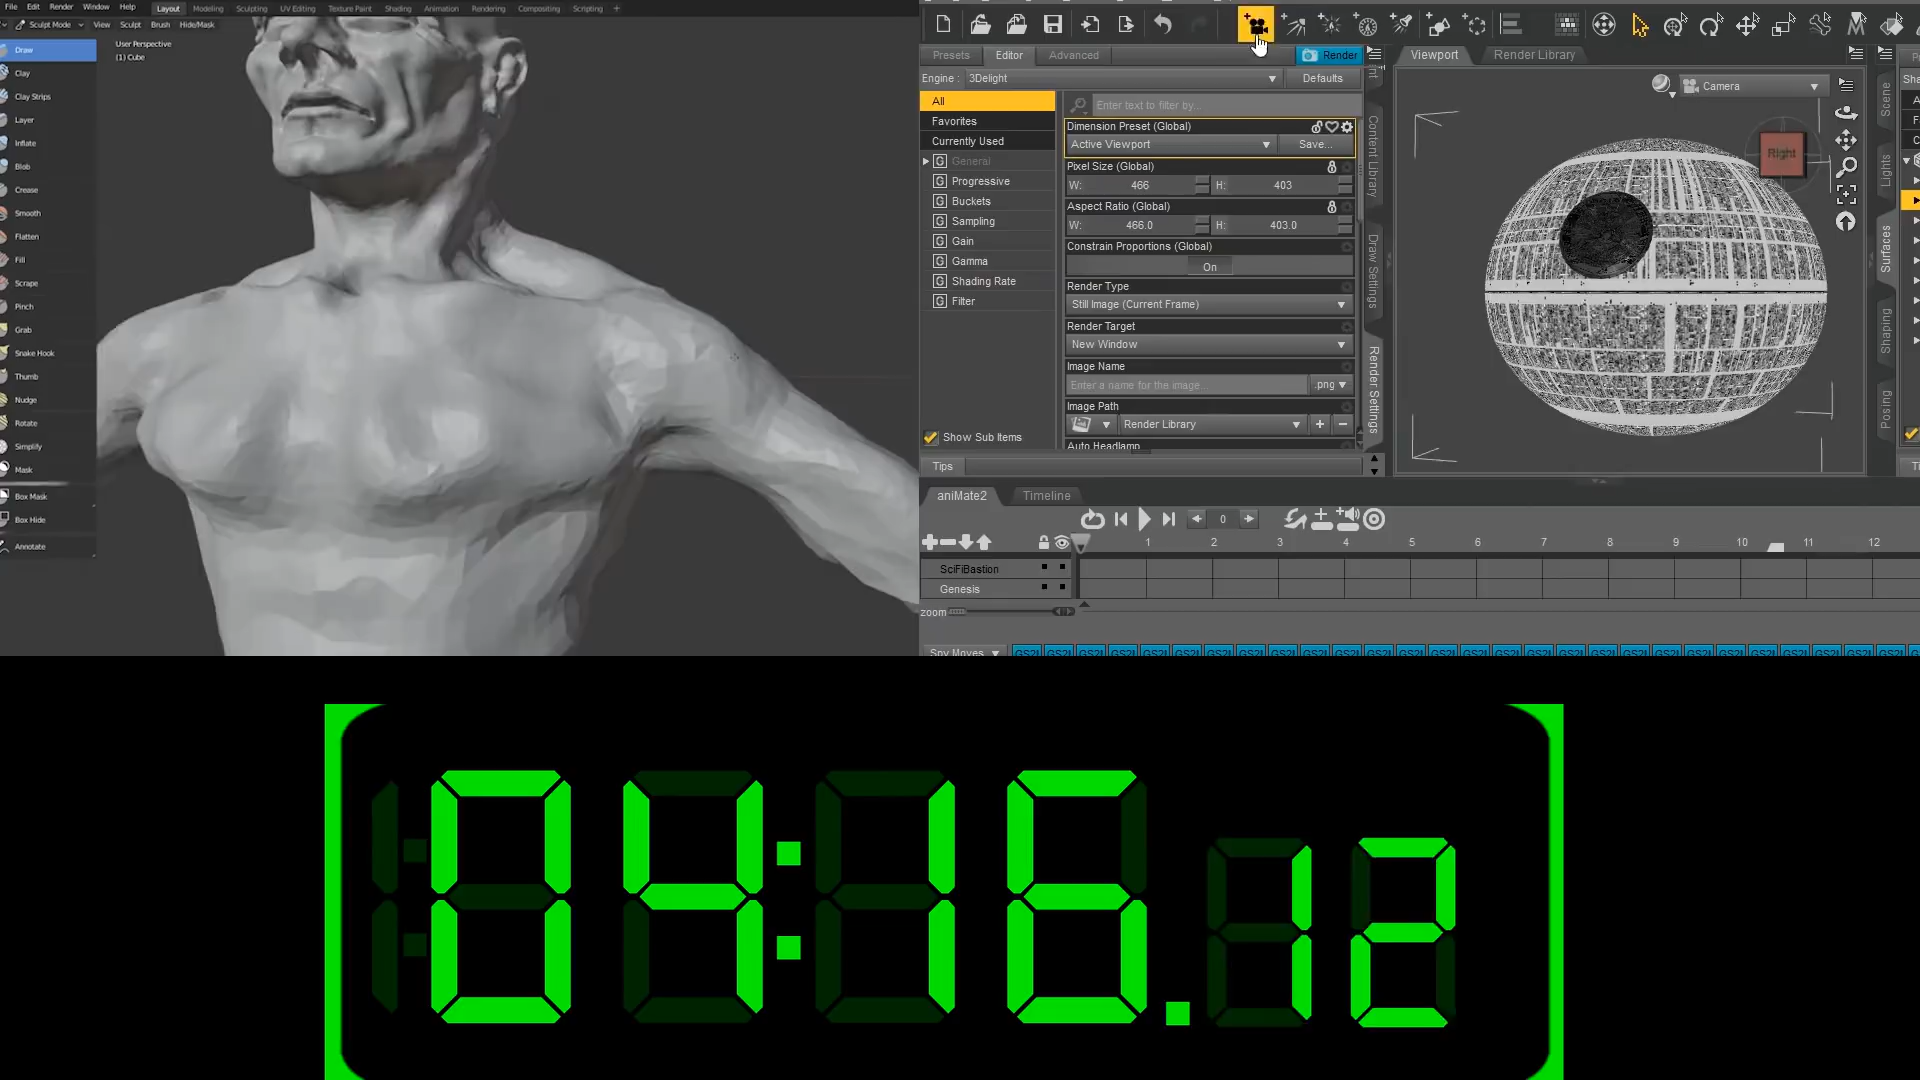 File Edit Render Window Help Layout Modeling Sculpting UV Editing Texture Paint Shading Animation Rendering Compositing Scripting +
Sculpt Mode View Sculpt Brush Hide/Mask
User Perspective
(1) Cube
Draw
Clay
Clay Strips
Layer
Inflate
Blob
Crease
Smooth
Flatten
Fill
Scrape
Pinch
Grab
Snake Hook
Thumb
Nudge
Rotate
Simplify
Mask
Box Mask
Box Hide
Annotate
Presets Editor Advanced Render
Engine : 3Delight Defaults
All
Favorites
Currently Used
G General
G Progressive
G Buckets
G Sampling
G Gain
G Gamma
G Shading Rate
G Filter
Show Sub Items
Tips
Enter text to filter by...
Dimension Preset (Global)
Active Viewport Save...
Pixel Size (Global)
W: 466 H: 403
Aspect Ratio (Global)
W: 466.0 H: 403.0
Constrain Proportions (Global)
On
Render Type
Still Image (Current Frame)
Render Target
New Window
Image Name
Enter a name for the image... .png
Image Path
Render Library + −
Auto Headlamp
Content Library
Draw Settings
Render Settings
Viewport Render Library
Camera
Right
Scene
Lights
Surfaces
Shaping
Posing
aniMate2 Timeline
0
1 2 3 4 5 6 7 8 9 10 11 12
SciFiBastion
Genesis
zoom
Spy Moves
04:16.12